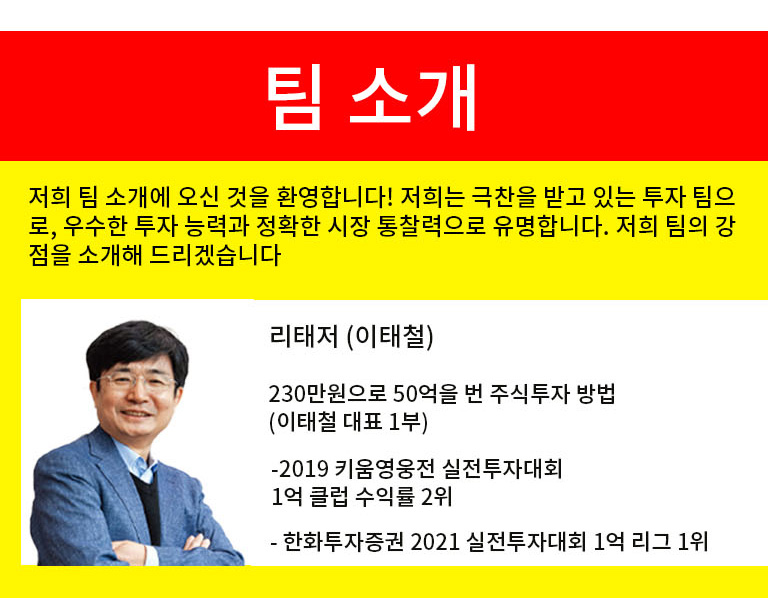 팀 소개
저희 팀 소개에 오신 것을 환영합니다! 저희는 극찬을 받고 있는 투자 팀으
로, 우수한 투자 능력과 정확한 시장 통찰력으로 유명합니다. 저희 팀의 강
점을 소개해 드리겠습니다
리태저 (이태철)
230만원으로 50억을 번 주식투자 방법
(이태철 대표 1부)
-2019 키움영웅전 실전투자대회
1억 클럽 수익률 2위
- 한화투자증권 2021 실전투자대회 1억 리그 1위